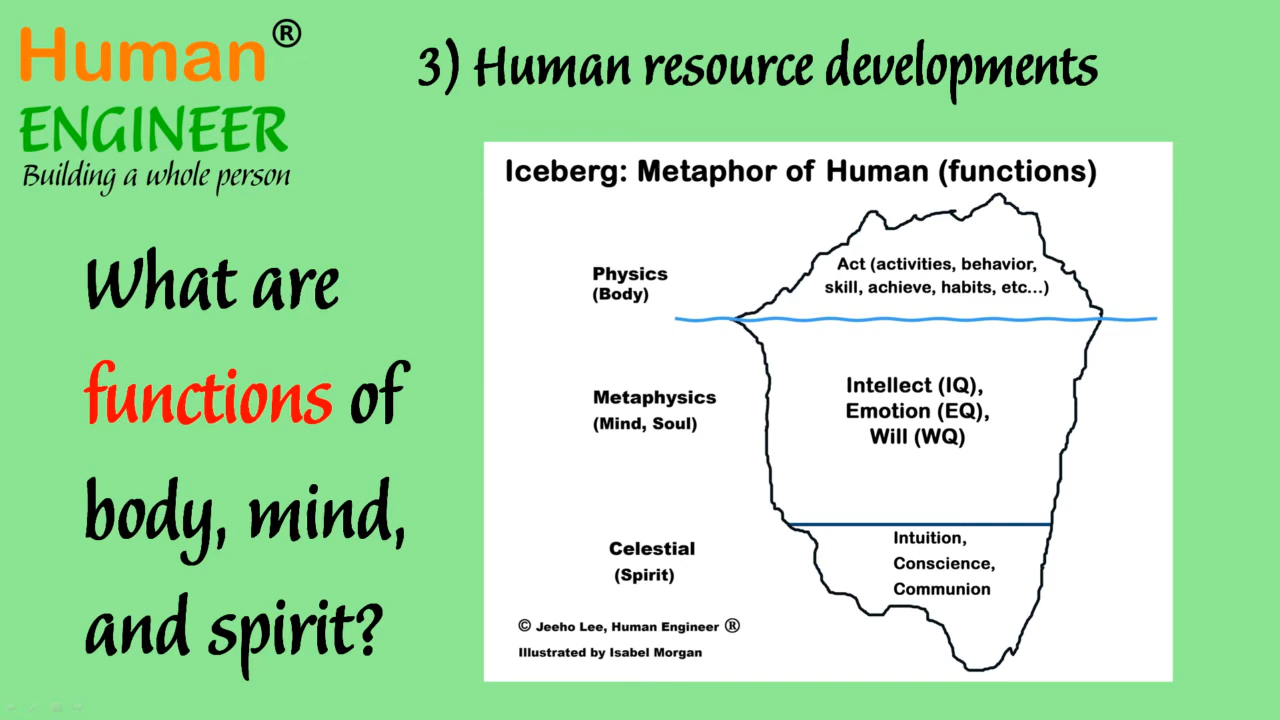 Human®
ENGINEER
Building a whole person
3) Human resource developments
What are
functions of
body, mind,
and spirit?
Iceberg: Metaphor of Human (functions)
Physics
(Body)
Act (activities, behavior,
skill, achieve, habits, etc...)
Metaphysics
(Mind, Soul)
Intellect (IQ),
Emotion (EQ),
Will (WQ)
Celestial
(Spirit)
Intuition,
Conscience,
Communion
© Jeeho Lee, Human Engineer ®
Illustrated by Isabel Morgan